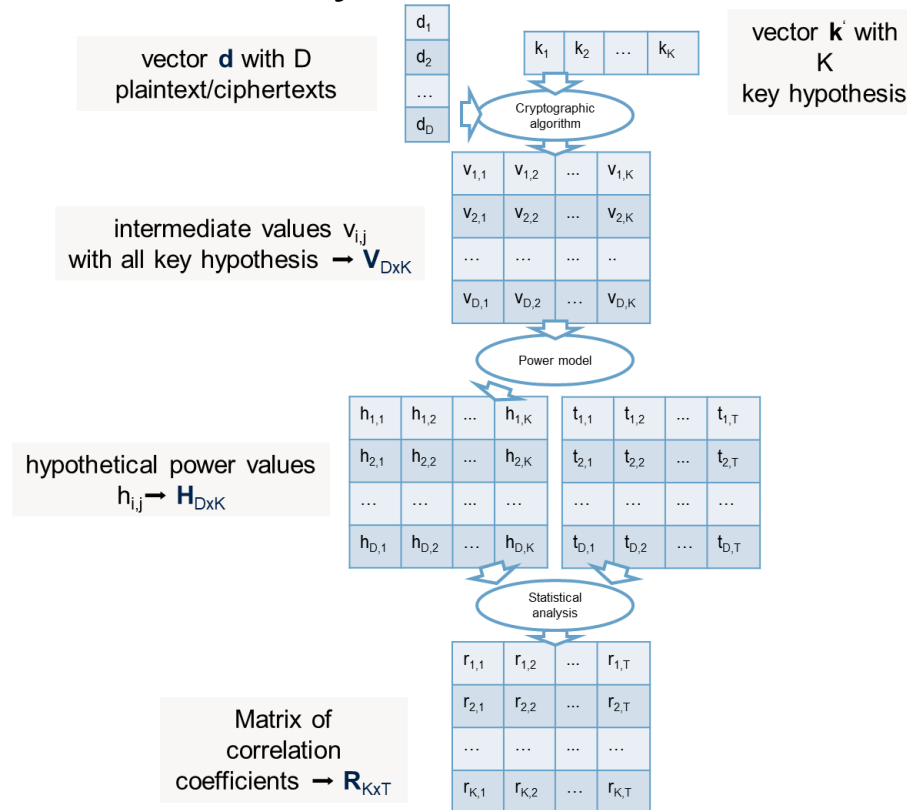 vector d with D
plaintext/ciphertexts
d1
d2
…
dD
k1 k2 … kK
vector k‘ with
K
key hypothesis
Cryptographic
algorithm
v1,1 v1,2 ... v1,K
v2,1 v2,2 ... v2,K
…. … ... ..
vD,1 vD,2 … vD,K
intermediate values vi,j
with all key hypothesis → VDxK
Power model
h1,1 h1,2 ... h1,K
h2,1 h2,2 ... h2,K
…. … ... …
hD,1 hD,2 … hD,K
t1,1 t1,2 ... t1,T
t2,1 t2,2 ... t2,T
…. … ... …
tD,1 tD,2 … tD,T
hypothetical power values
hi,j → HDxK
Statistical
analysis
r1,1 r1,2 ... r1,T
r2,1 r2,2 ... r2,T
…. … ... …
rK,1 rK,2 … rK,T
Matrix of
correlation
coefficients → RKxT